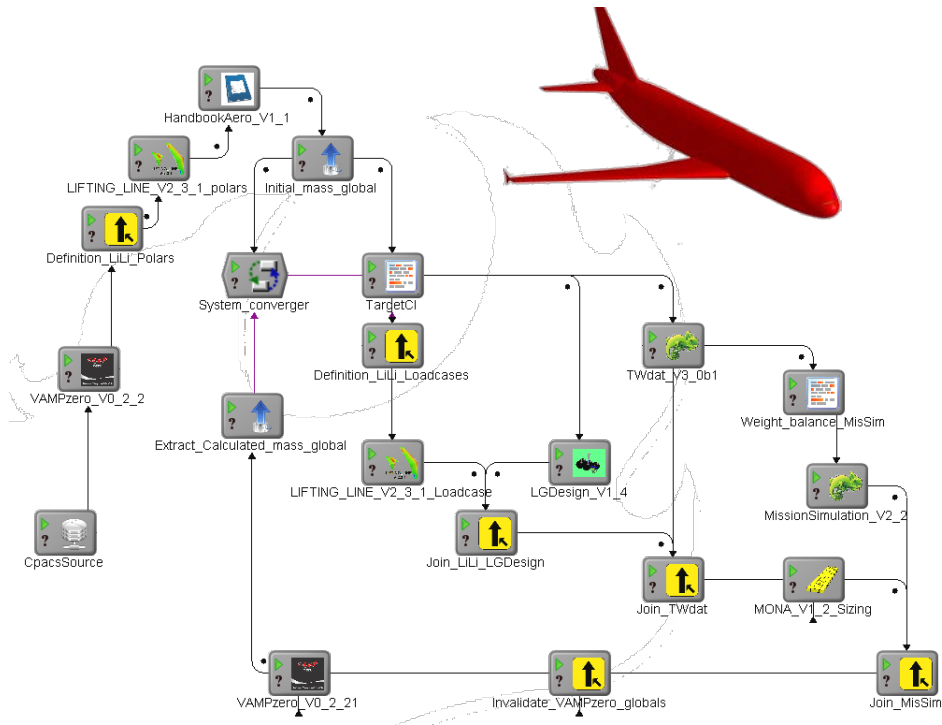 HandbookAero_V1_1
LIFTING_LINE_V2_3_1_polars
Initial_mass_global
Definition_LiLi_Polars
System_converger
TargetCl
Definition_LiLi_Loadcases
TWdat_V3_0b1
VAMPzero_V0_2_2
Extract_Calculated_mass_global
Weight_balance_MisSim
LIFTING_LINE_V2_3_1_Loadcase
LGDesign_V1_4
MissionSimulation_V2_2
CpacsSource
Join_LiLi_LGDesign
Join_TWdat
MONA_V1_2_Sizing
VAMPzero_V0_2_21
Invalidate_VAMPzero_globals
Join_MisSim